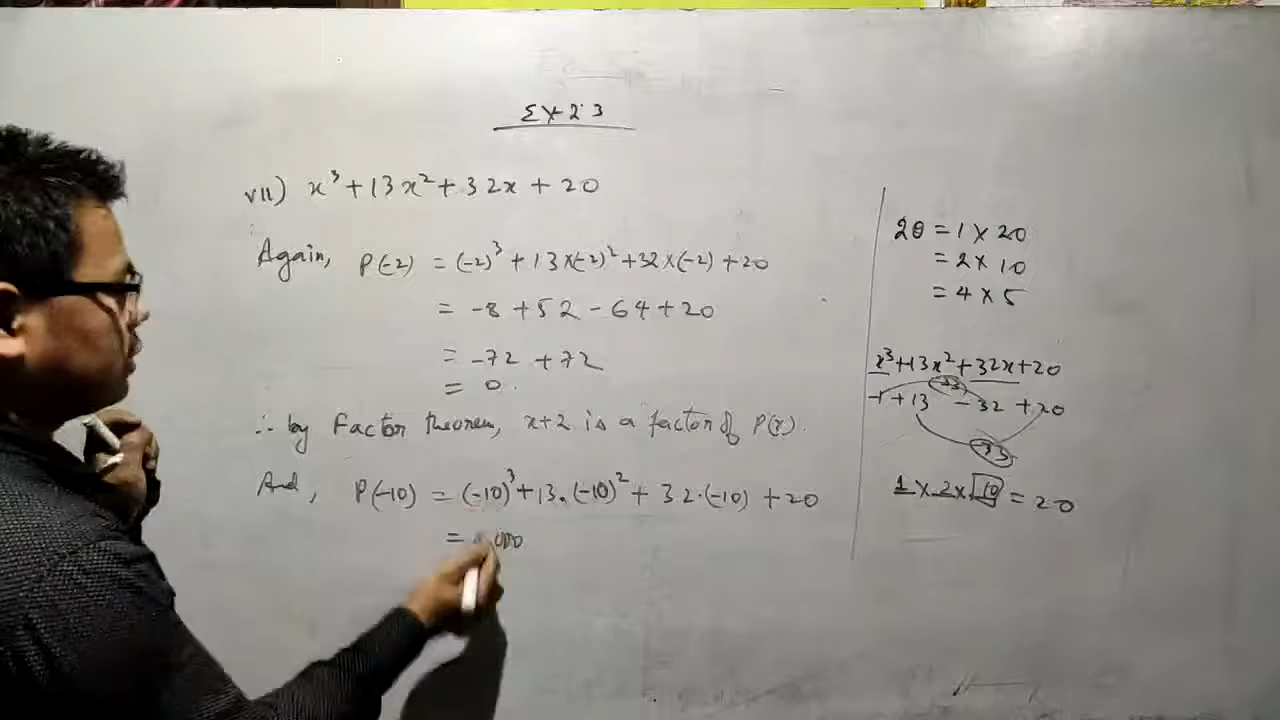 Ex 2.3
vii) x³ + 13x² + 32x + 20
Again, P(-2) = (-2)³ + 13×(-2)² + 32×(-2) + 20
= -8 + 52 - 64 + 20
= -72 + 72
= 0.
∴ by Factor theorem, x+2 is a factor of P(x).
And, P(-10) = (-10)³ + 13.(-10)² + 32.(-10) + 20
=
20 = 1 × 20
= 2 × 10
= 4 × 5
x³ + 13x² + 32x + 20
-1 + 13 - 32 + 20
33
1 × 2 × 10 = 20